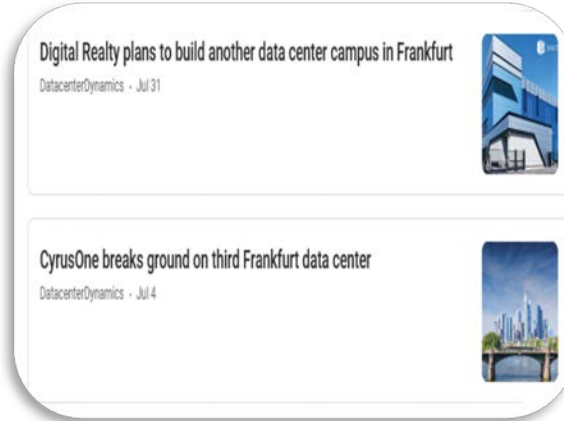 Digital Realty plans to build another data center campus in Frankfurt
DatacenterDynamics - Jul 31
CyrusOne breaks ground on third Frankfurt data center
DatacenterDynamics - Jul 4